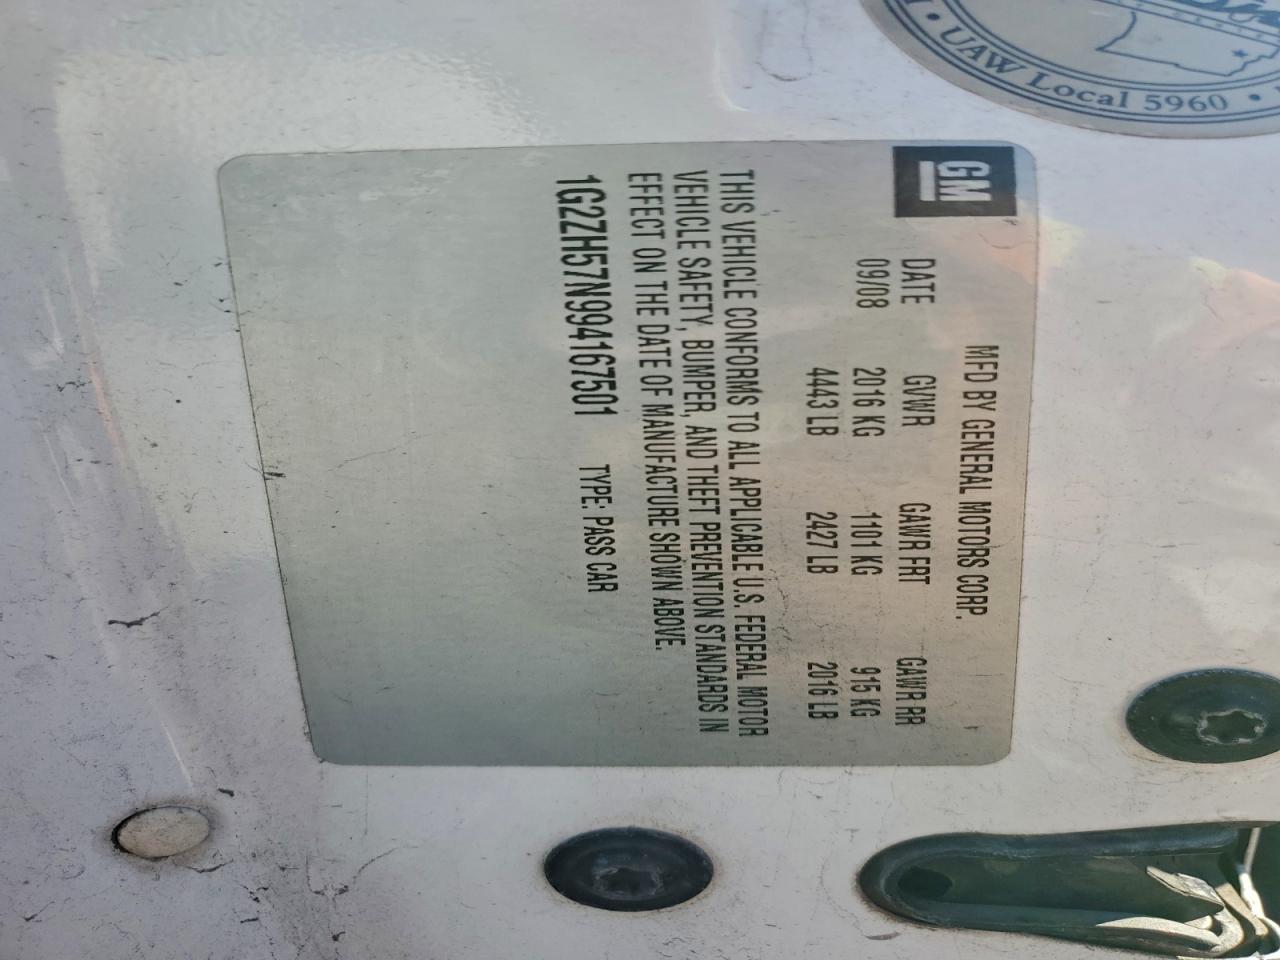 GM
MFD BY GENERAL MOTORS CORP.
DATE GVWR GAWR FRT GAWR RR
09/08 2016 KG 1101 KG 915 KG
4443 LB 2427 LB 2016 LB
THIS VEHICLE CONFORMS TO ALL APPLICABLE U.S. FEDERAL MOTOR
VEHICLE SAFETY, BUMPER, AND THEFT PREVENTION STANDARDS IN
EFFECT ON THE DATE OF MANUFACTURE SHOWN ABOVE.
1G2ZH57N994167501 TYPE: PASS CAR
• UAW Local 5960 •